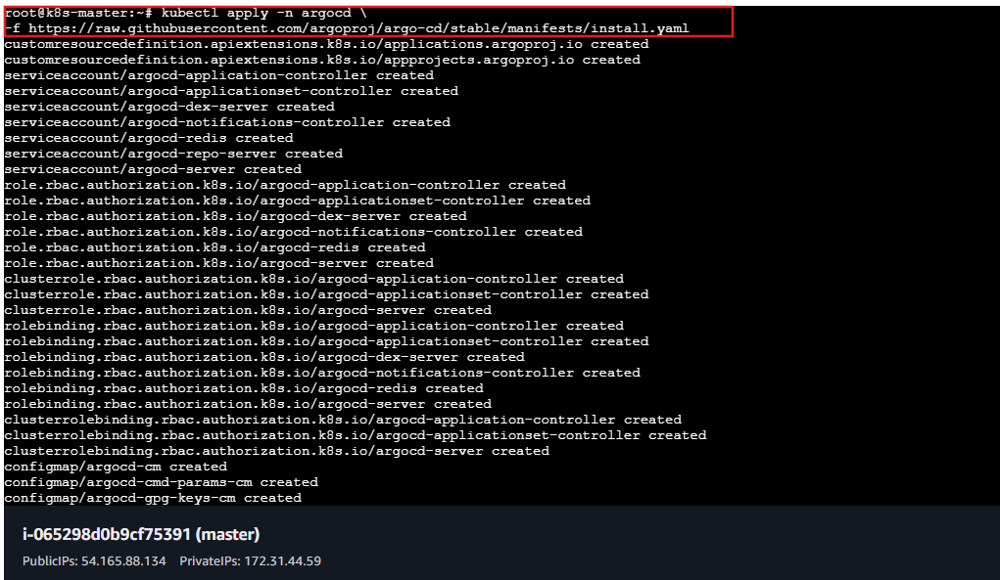 root@k8s-master:~# kubectl apply -n argocd \
-f https://raw.githubusercontent.com/argoproj/argo-cd/stable/manifests/install.yaml
customresourcedefinition.apiextensions.k8s.io/applications.argoproj.io created
customresourcedefinition.apiextensions.k8s.io/appprojects.argoproj.io created
serviceaccount/argocd-application-controller created
serviceaccount/argocd-applicationset-controller created
serviceaccount/argocd-dex-server created
serviceaccount/argocd-notifications-controller created
serviceaccount/argocd-redis created
serviceaccount/argocd-repo-server created
serviceaccount/argocd-server created
role.rbac.authorization.k8s.io/argocd-application-controller created
role.rbac.authorization.k8s.io/argocd-applicationset-controller created
role.rbac.authorization.k8s.io/argocd-dex-server created
role.rbac.authorization.k8s.io/argocd-notifications-controller created
role.rbac.authorization.k8s.io/argocd-redis created
role.rbac.authorization.k8s.io/argocd-server created
clusterrole.rbac.authorization.k8s.io/argocd-application-controller created
clusterrole.rbac.authorization.k8s.io/argocd-applicationset-controller created
clusterrole.rbac.authorization.k8s.io/argocd-server created
rolebinding.rbac.authorization.k8s.io/argocd-application-controller created
rolebinding.rbac.authorization.k8s.io/argocd-applicationset-controller created
rolebinding.rbac.authorization.k8s.io/argocd-dex-server created
rolebinding.rbac.authorization.k8s.io/argocd-notifications-controller created
rolebinding.rbac.authorization.k8s.io/argocd-redis created
rolebinding.rbac.authorization.k8s.io/argocd-server created
clusterrolebinding.rbac.authorization.k8s.io/argocd-application-controller created
clusterrolebinding.rbac.authorization.k8s.io/argocd-applicationset-controller created
clusterrolebinding.rbac.authorization.k8s.io/argocd-server created
configmap/argocd-cm created
configmap/argocd-cmd-params-cm created
configmap/argocd-gpg-keys-cm created
i-065298d0b9cf75391 (master)
PublicIPs: 54.165.88.134 PrivateIPs: 172.31.44.59